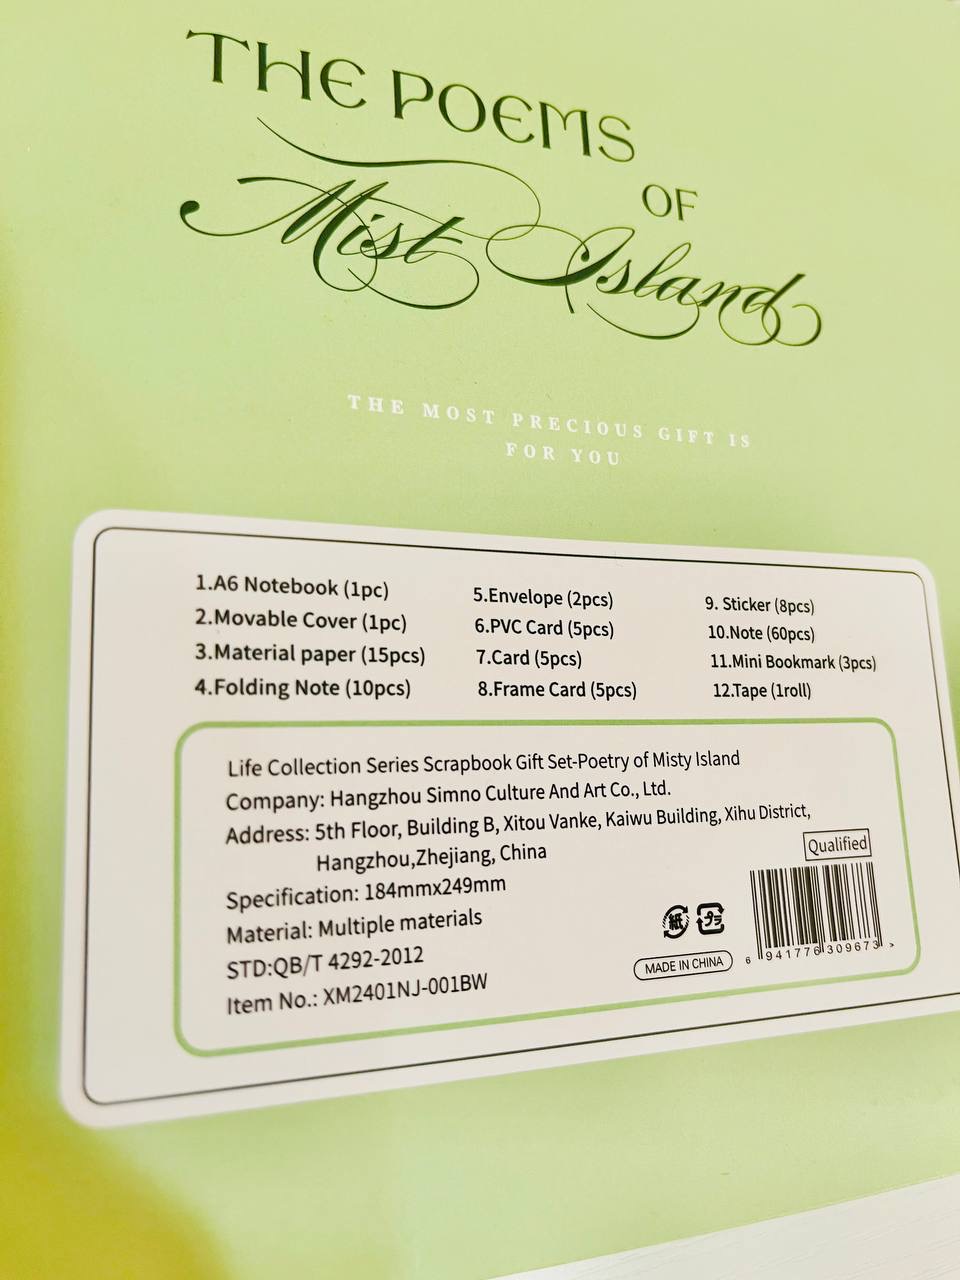 THE POEMS
OF
Mist Island
THE MOST PRECIOUS GIFT IS
FOR YOU
1.A6 Notebook (1pc)
2.Movable Cover (1pc)
3.Material paper (15pcs)
4.Folding Note (10pcs)
5.Envelope (2pcs)
6.PVC Card (5pcs)
7.Card (5pcs)
8.Frame Card (5pcs)
9. Sticker (8pcs)
10.Note (60pcs)
11.Mini Bookmark (3pcs)
12.Tape (1roll)
Life Collection Series Scrapbook Gift Set-Poetry of Misty Island
Company: Hangzhou Simno Culture And Art Co., Ltd.
Address: 5th Floor, Building B, Xitou Vanke, Kaiwu Building, Xihu District,
Hangzhou,Zhejiang, China
Specification: 184mmx249mm
Material: Multiple materials
STD:QB/T 4292-2012
Item No.: XM2401NJ-001BW
Qualified
紙
プラ
MADE IN CHINA
6 941776 309673 >